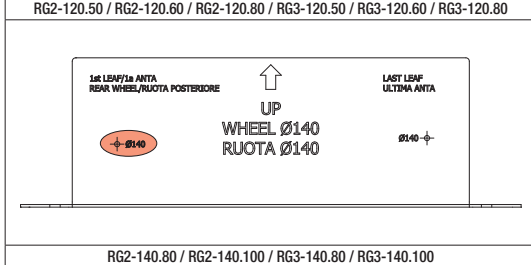 RG2-120.50 / RG2-120.60 / RG2-120.80 / RG3-120.50 / RG3-120.60 / RG3-120.80
1st LEAF/1a ANTA
REAR WHEEL/RUOTA POSTERIORE
LAST LEAF
ULTIMA ANTA
UP
WHEEL Ø140
RUOTA Ø140
Ø140
Ø140
RG2-140.80 / RG2-140.100 / RG3-140.80 / RG3-140.100